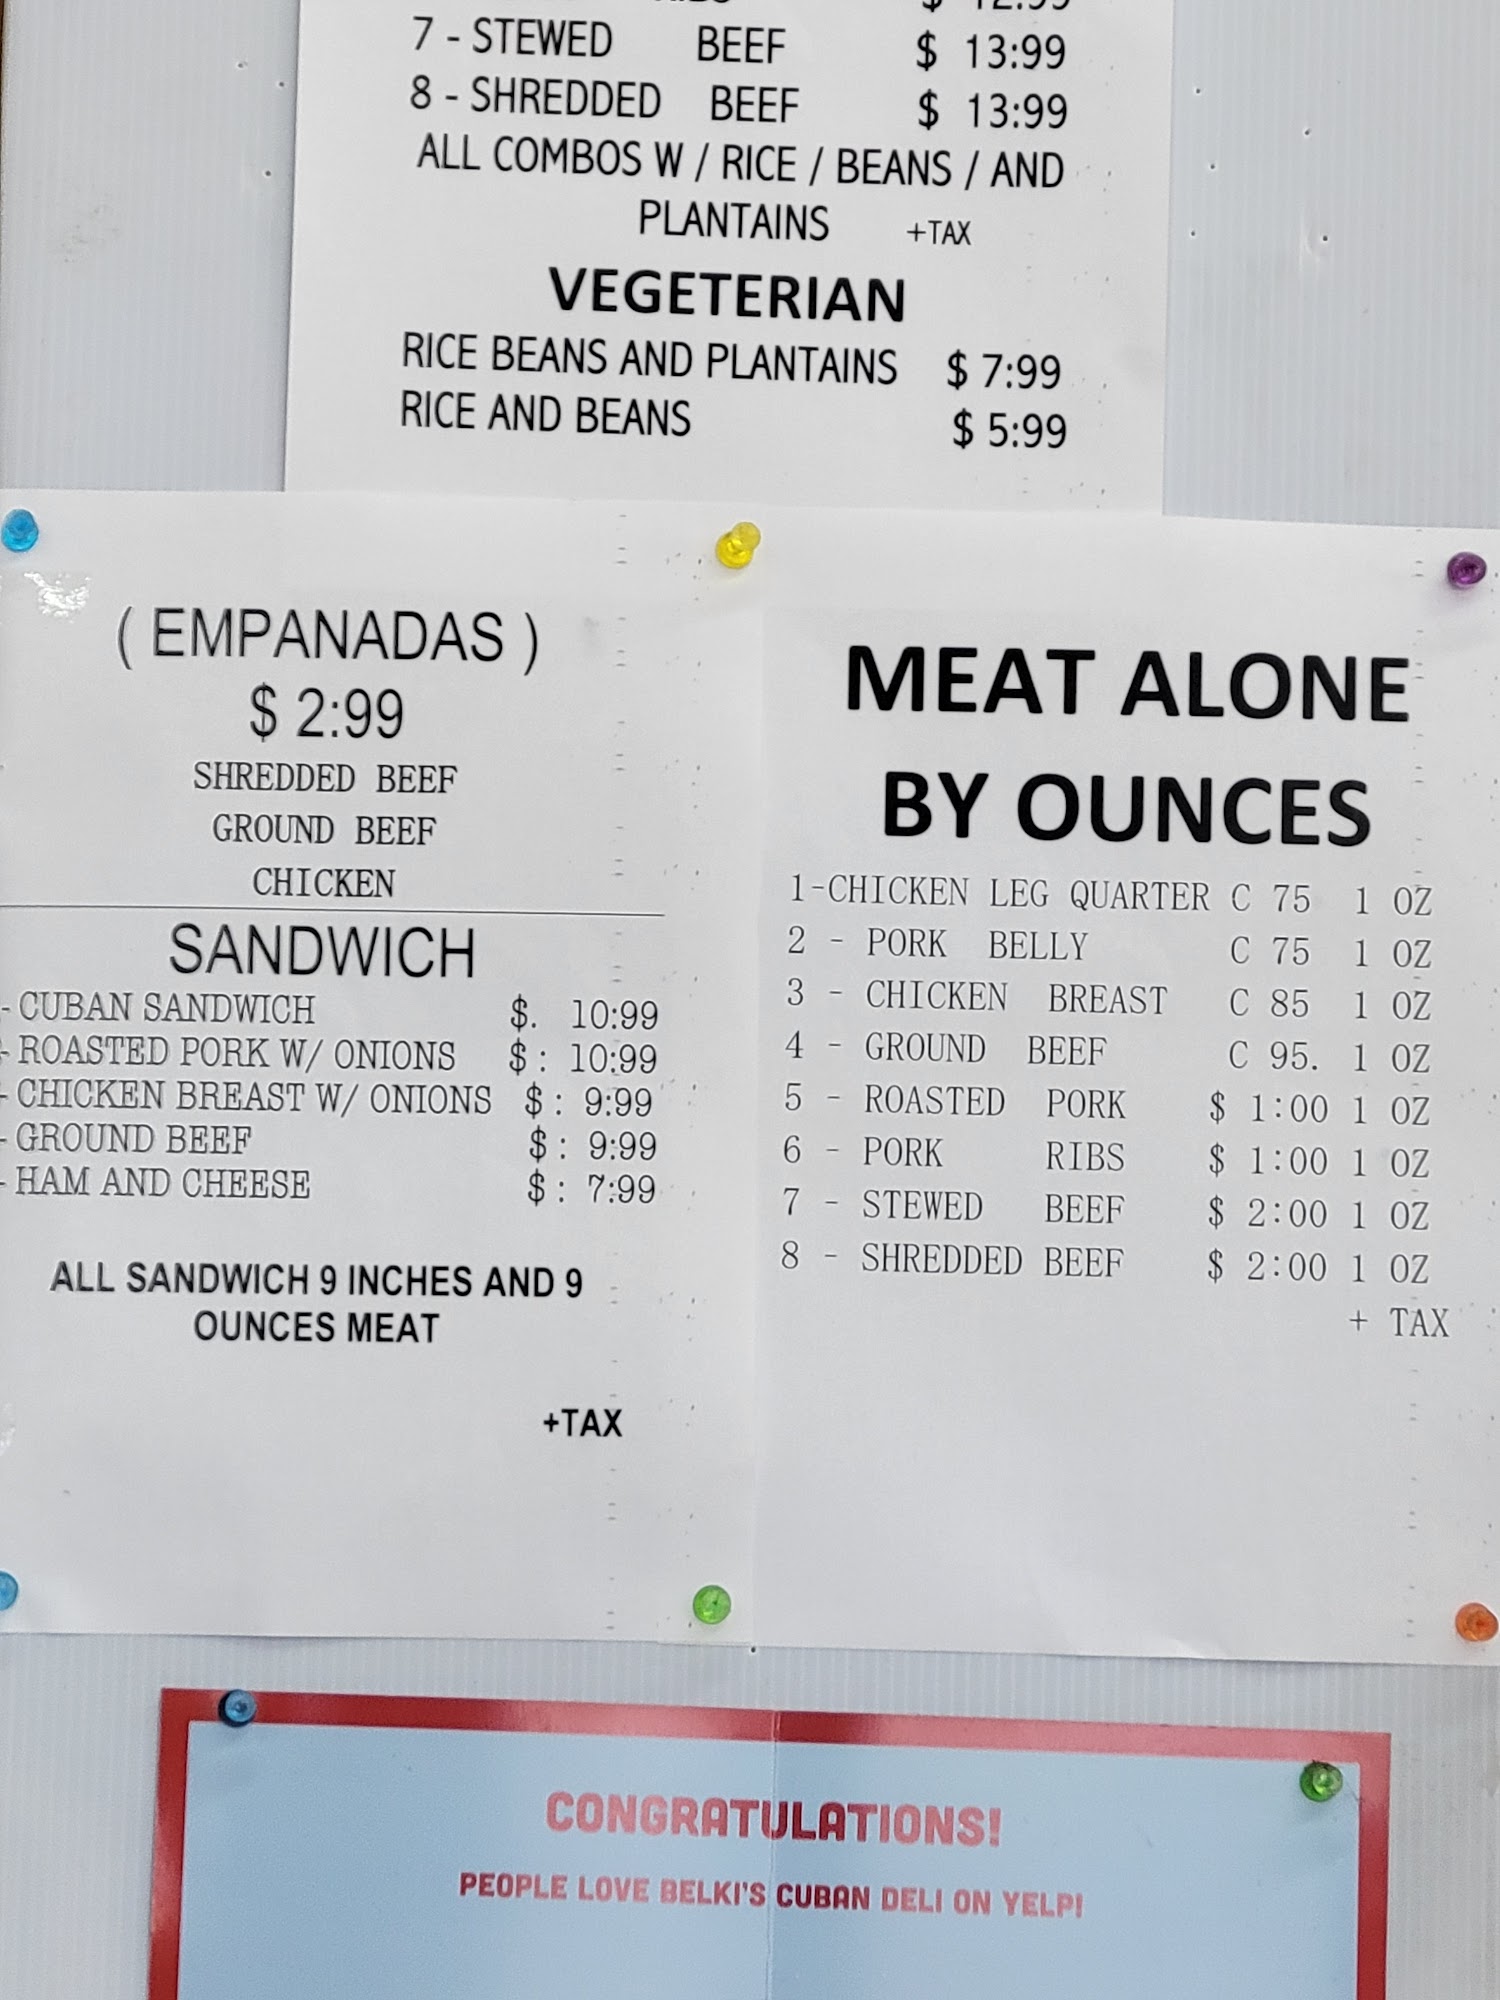 RIBS $ 12:99
7 - STEWED BEEF $ 13:99
8 - SHREDDED BEEF $ 13:99
ALL COMBOS W / RICE / BEANS / AND
PLANTAINS +TAX
VEGETERIAN
RICE BEANS AND PLANTAINS $ 7:99
RICE AND BEANS $ 5:99
( EMPANADAS )
$ 2:99
SHREDDED BEEF
GROUND BEEF
CHICKEN
SANDWICH
- CUBAN SANDWICH $. 10:99
- ROASTED PORK W/ ONIONS $ : 10:99
- CHICKEN BREAST W/ ONIONS $ : 9:99
- GROUND BEEF $ : 9:99
- HAM AND CHEESE $ : 7:99
ALL SANDWICH 9 INCHES AND 9
OUNCES MEAT
+TAX
MEAT ALONE
BY OUNCES
1-CHICKEN LEG QUARTER C 75 1 OZ
2 - PORK BELLY C 75 1 OZ
3 - CHICKEN BREAST C 85 1 OZ
4 - GROUND BEEF C 95. 1 OZ
5 - ROASTED PORK $ 1:00 1 OZ
6 - PORK RIBS $ 1:00 1 OZ
7 - STEWED BEEF $ 2:00 1 OZ
8 - SHREDDED BEEF $ 2:00 1 OZ
+ TAX
CONGRATULATIONS!
PEOPLE LOVE BELKI'S CUBAN DELI ON YELP!